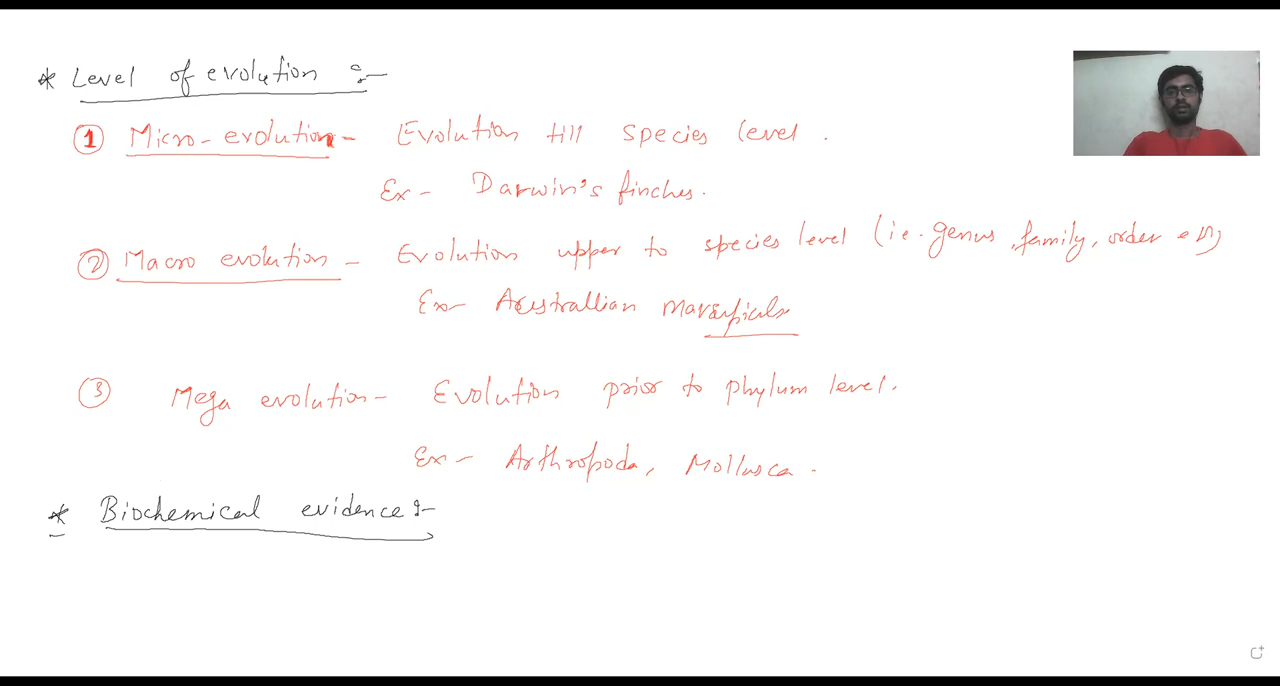 * Level of evolution :-
① Micro-evolution - Evolution till species level.
Ex- Darwin's finches.
② Macro evolution - Evolution upper to species level (i.e. genus, family, order etc)
Ex- Australlian marsupials
③ Mega evolution - Evolution prior to phylum level.
Ex- Arthropoda, Mollusca.
* Biochemical evidence :-